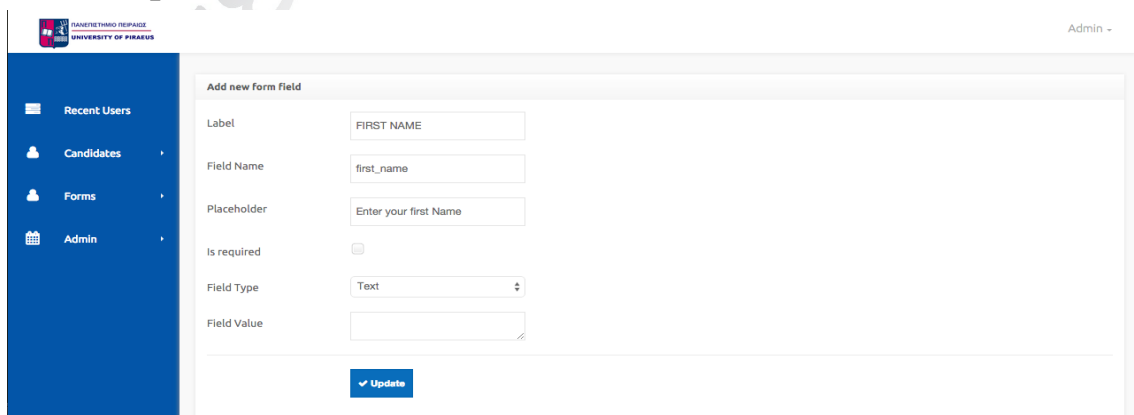 ΠΑΝΕΠΙΣΤΗΜΙΟ ΠΕΙΡΑΙΩΣ
UNIVERSITY OF PIRAEUS
Admin
Recent Users
Candidates
Forms
Admin
Add new form field
Label
FIRST NAME
Field Name
first_name
Placeholder
Enter your first Name
Is required
Field Type
Text
Field Value
Update